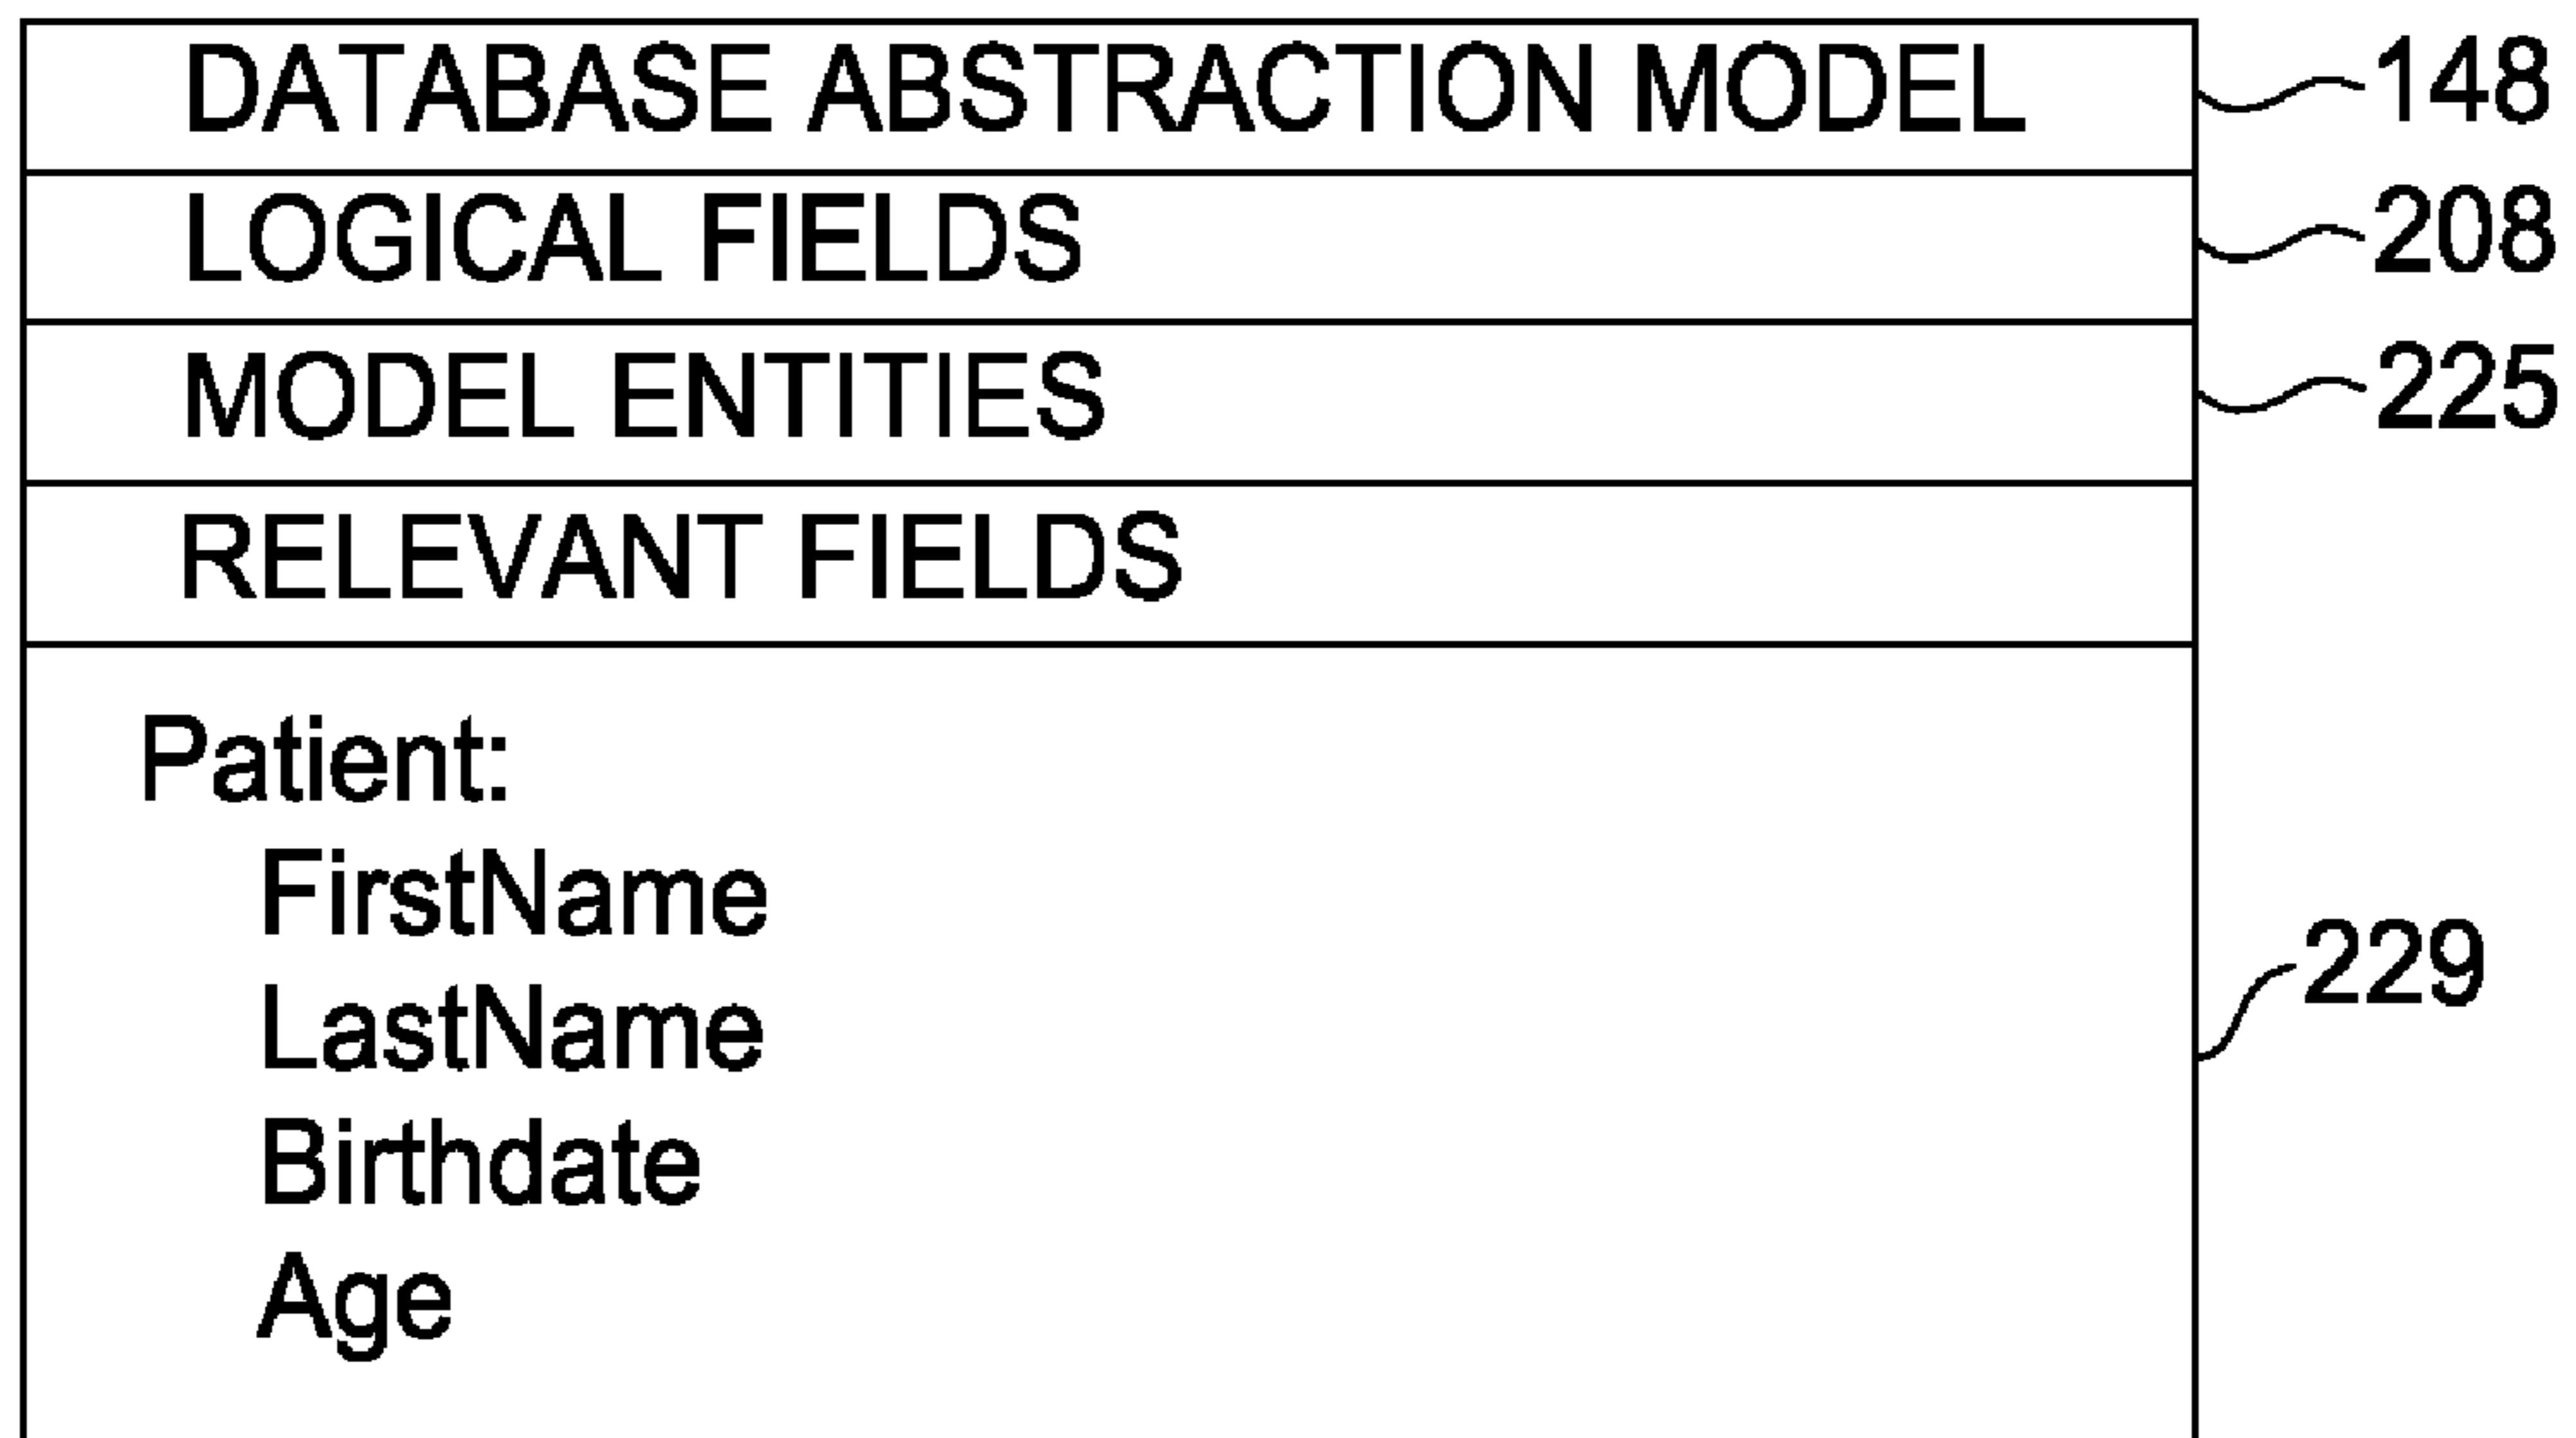 DATABASE ABSTRACTION MODEL 148
LOGICAL FIELDS 208
MODEL ENTITIES 225
RELEVANT FIELDS
Patient:
FirstName
229
LastName
Birthdate
Age